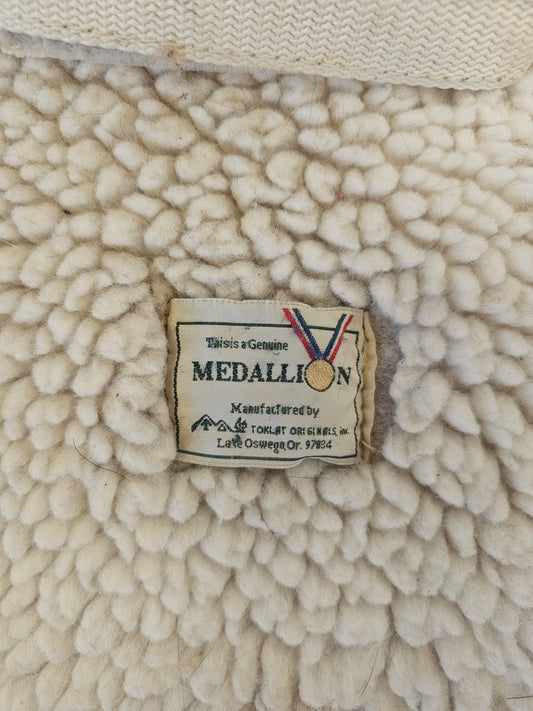 This is a Genuine
MEDALLION
Manufactured by
TOKLAT ORIGINALS, inc.
Lake Oswego, Or. 97034